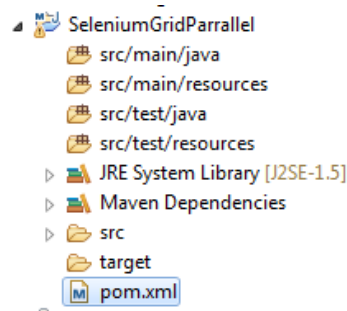 SeleniumGridParrallel
src/main/java
src/main/resources
src/test/java
src/test/resources
JRE System Library [J2SE-1.5]
Maven Dependencies
src
target
pom.xml